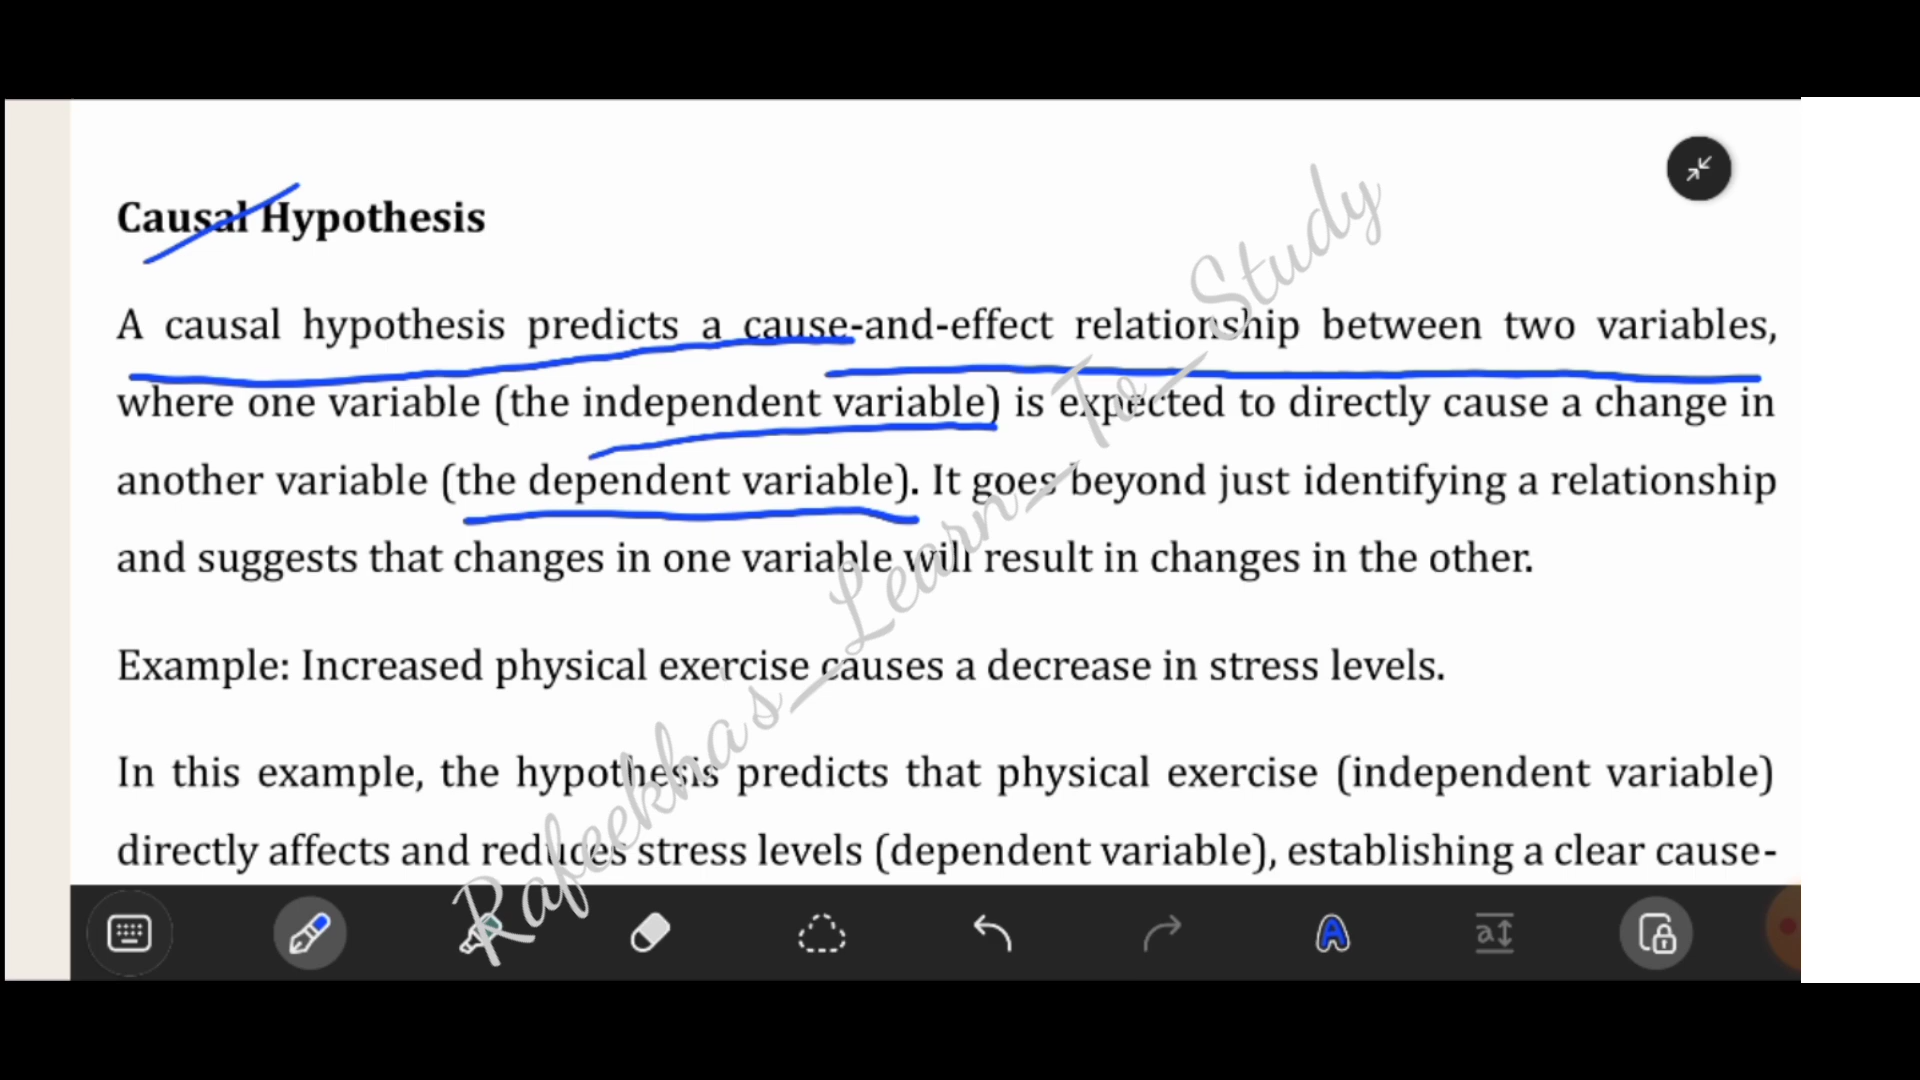 Causal Hypothesis
A causal hypothesis predicts a cause-and-effect relationship between two variables,
where one variable (the independent variable) is expected to directly cause a change in
another variable (the dependent variable). It goes beyond just identifying a relationship
and suggests that changes in one variable will result in changes in the other.
Example: Increased physical exercise causes a decrease in stress levels.
In this example, the hypothesis predicts that physical exercise (independent variable)
directly affects and reduces stress levels (dependent variable), establishing a clear cause-
Rafeekha's_Learn_To_Study
A
a